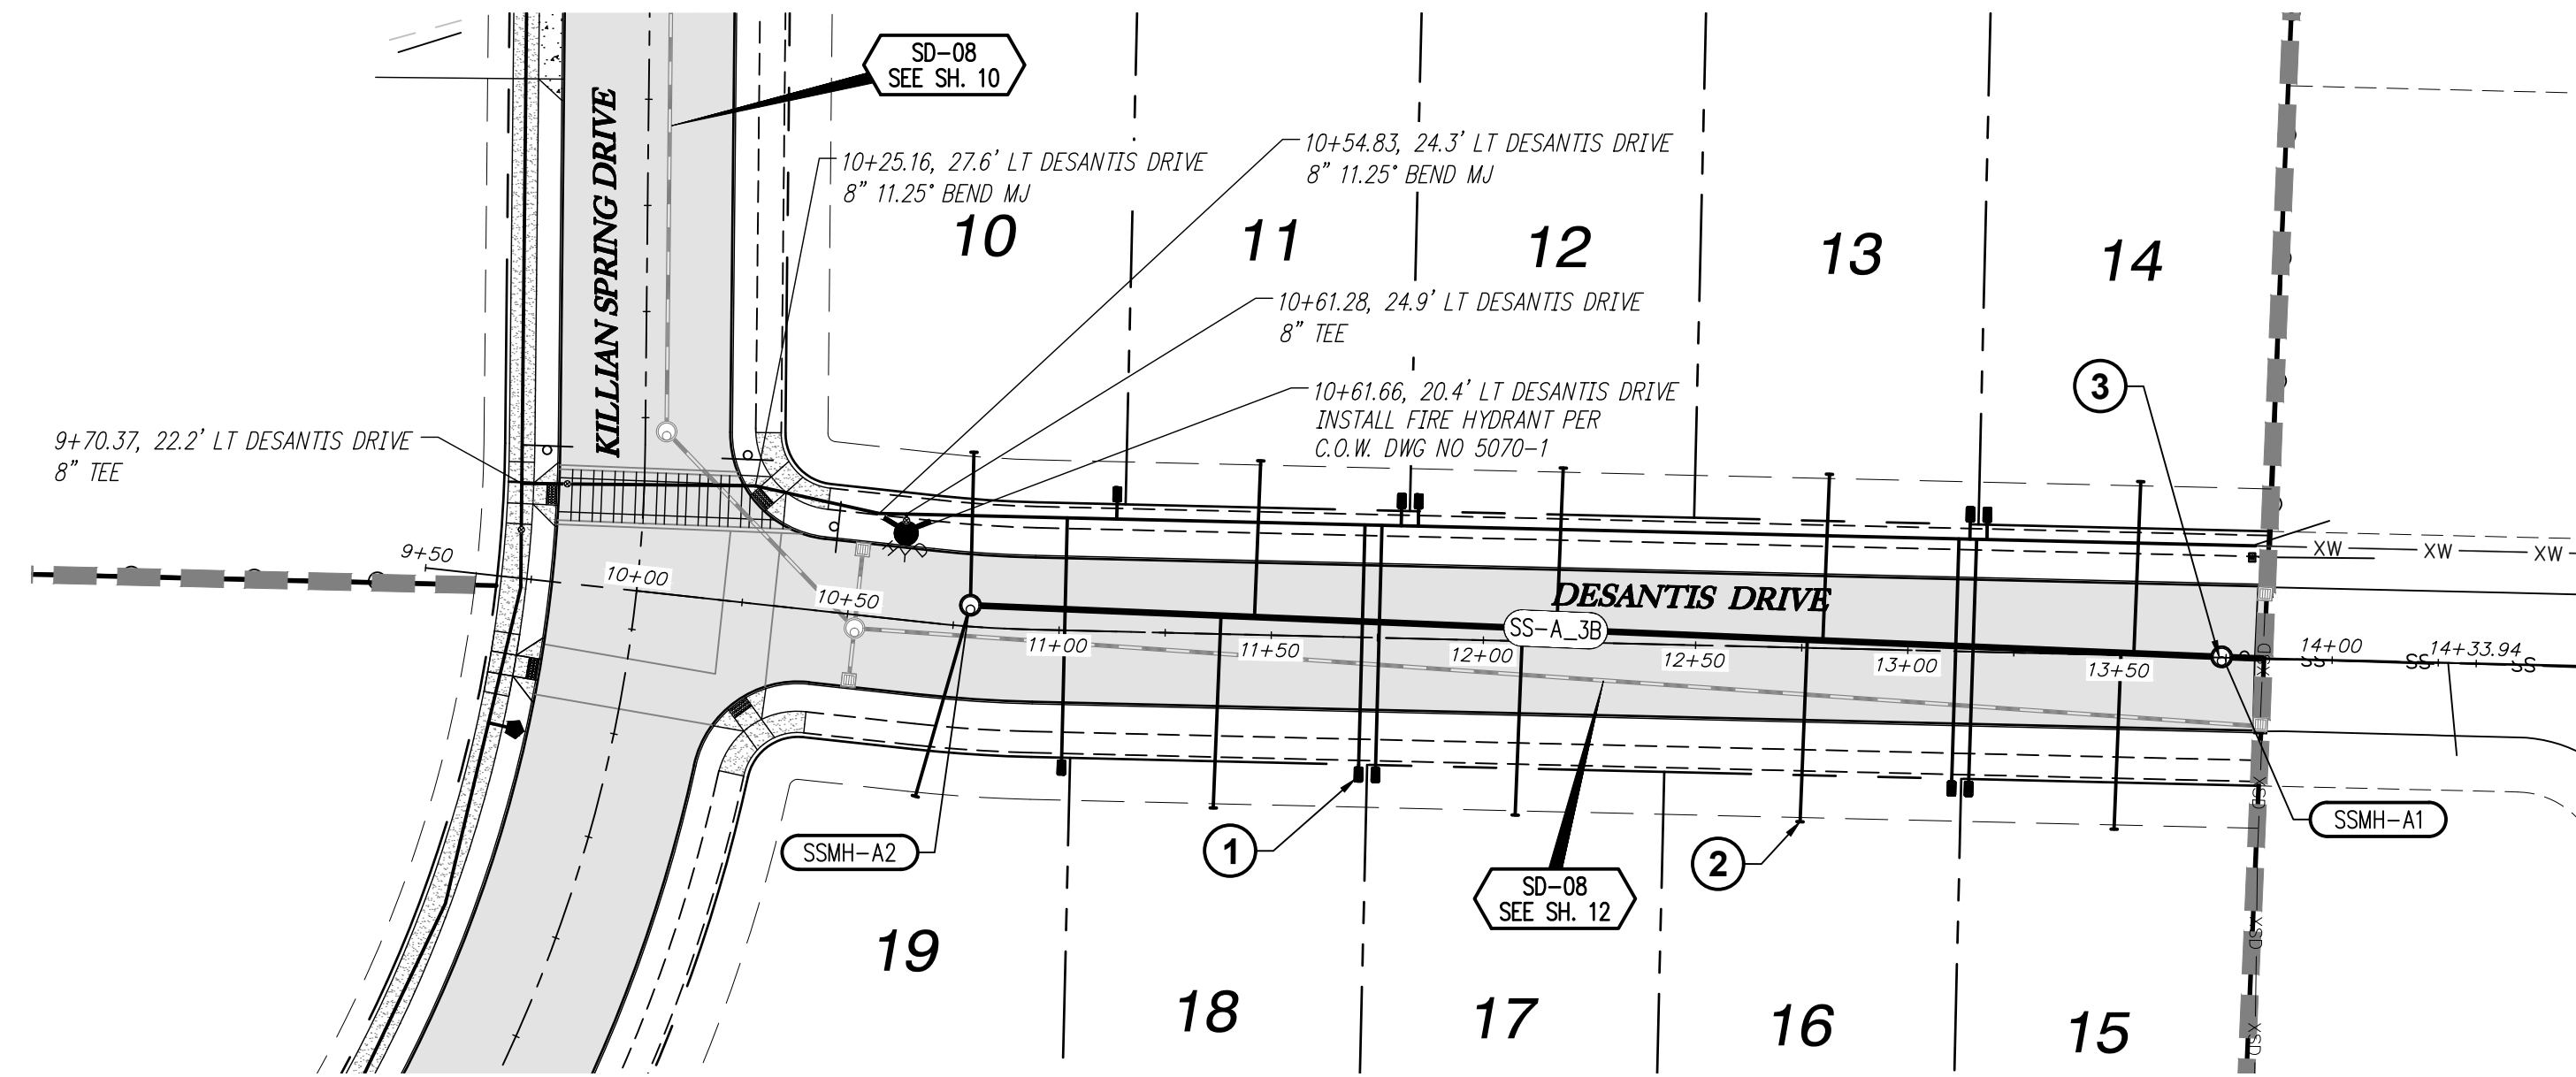 SD-08
SEE SH. 10
KILLIAN SPRING DRIVE
10+25.16, 27.6' LT DESANTIS DRIVE
8" 11.25° BEND MJ
10+54.83, 24.3' LT DESANTIS DRIVE
8" 11.25° BEND MJ
10
11
12
13
14
10+61.28, 24.9' LT DESANTIS DRIVE
8" TEE
10+61.66, 20.4' LT DESANTIS DRIVE
INSTALL FIRE HYDRANT PER
C.O.W. DWG NO 5070-1
3
9+70.37, 22.2' LT DESANTIS DRIVE
8" TEE
9+50
10+00
10+50
11+00
11+50
12+00
12+50
13+00
13+50
14+00
14+33.94
DESANTIS DRIVE
SS-A_3B
XW
XW
XW
SS
SS
SS
XSD
XSD
XSD
XSD
SSMH-A2
1
2
SSMH-A1
SD-08
SEE SH. 12
19
18
17
16
15